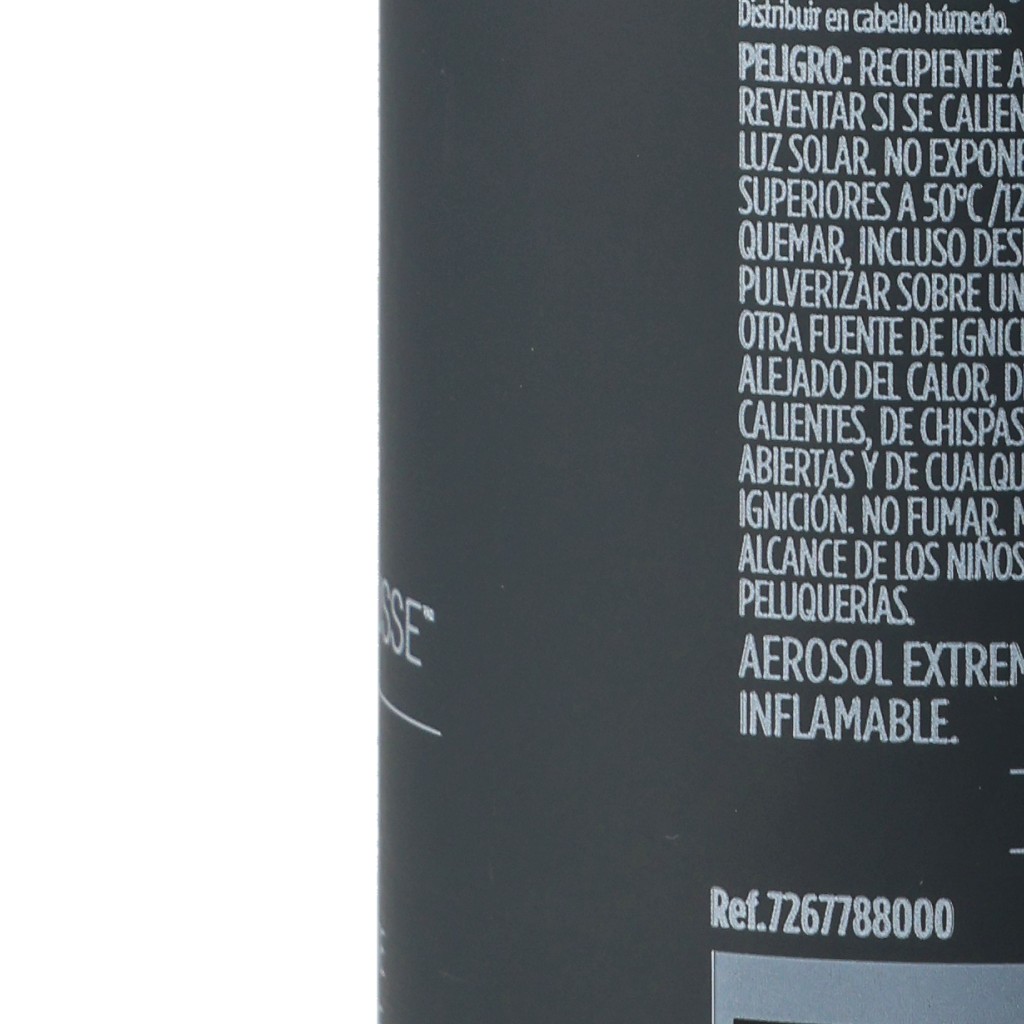 Distribuir en cabello húmedo.
PELIGRO: RECIPIENTE A
REVENTAR SI SE CALIEN
LUZ SOLAR. NO EXPONE
SUPERIORES A 50°C /12
QUEMAR, INCLUSO DES
PULVERIZAR SOBRE UN
OTRA FUENTE DE IGNICI
ALEJADO DEL CALOR, D
CALIENTES, DE CHISPAS
ABIERTAS Y DE CUALQU
IGNICIÓN. NO FUMAR.
ALCANCE DE LOS NIÑOS
PELUQUERÍAS.
AEROSOL EXTREM
INFLAMABLE.
SSE™
Ref.7267788000